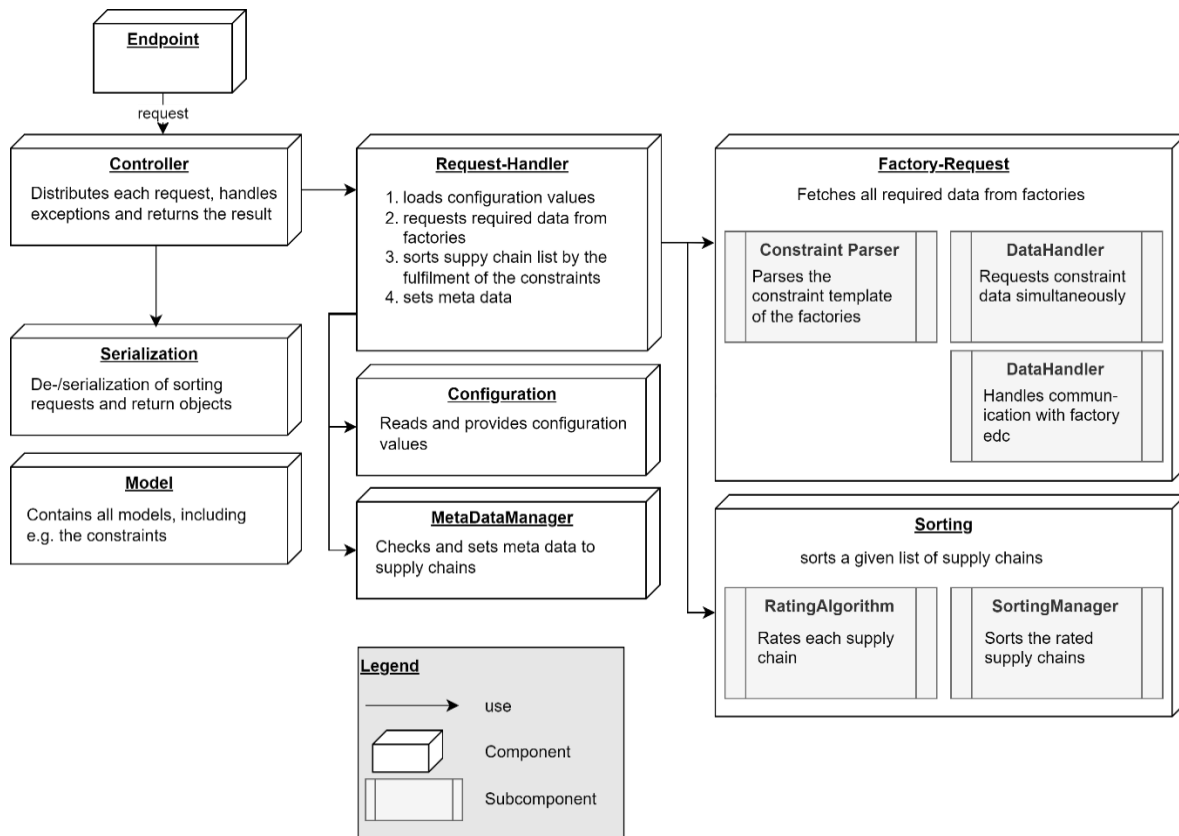 Endpoint
request
Controller
Distributes each request, handles
exceptions and returns the result
Serialization
De-/serialization of sorting
requests and return objects
Model
Contains all models, including
e.g. the constraints
Request-Handler
1. loads configuration values
2. requests required data from
factories
3. sorts suppy chain list by the
fulfilment of the constraints
4. sets meta data
Configuration
Reads and provides configuration
values
MetaDataManager
Checks and sets meta data to
supply chains
Factory-Request
Fetches all required data from factories
Constraint Parser
Parses the
constraint template
of the factories
DataHandler
Requests constraint
data simultaneously
DataHandler
Handles commun-
ication with factory
edc
Sorting
sorts a given list of supply chains
RatingAlgorithm
Rates each supply
chain
SortingManager
Sorts the rated
supply chains
Legend
use
Component
Subcomponent